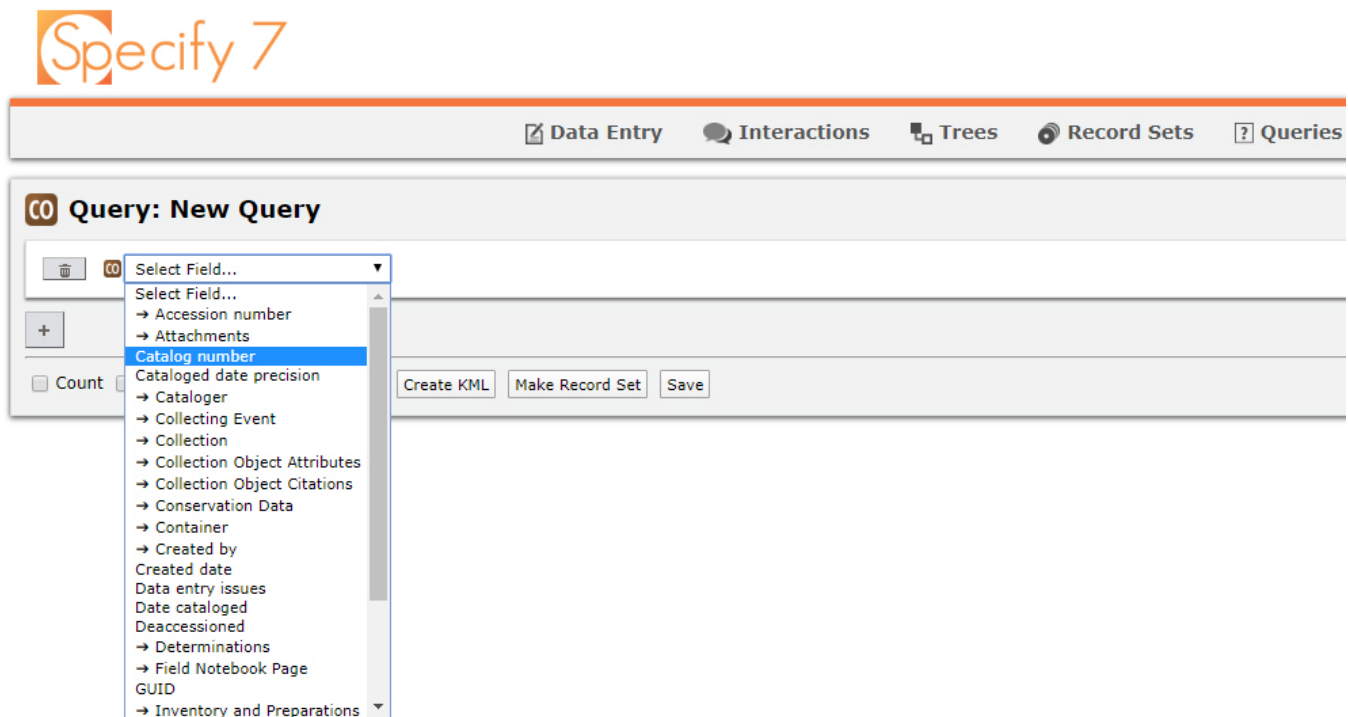 Specify 7
Data Entry Interactions Trees Record Sets ? Queries
CO Query: New Query
CO Select Field... ▼
Select Field...
→ Accession number
→ Attachments
+
Catalog number
Cataloged date precision
Count Create KML Make Record Set Save
→ Cataloger
→ Collecting Event
→ Collection
→ Collection Object Attributes
→ Collection Object Citations
→ Conservation Data
→ Container
→ Created by
Created date
Data entry issues
Date cataloged
Deaccessioned
→ Determinations
→ Field Notebook Page
GUID
→ Inventory and Preparations